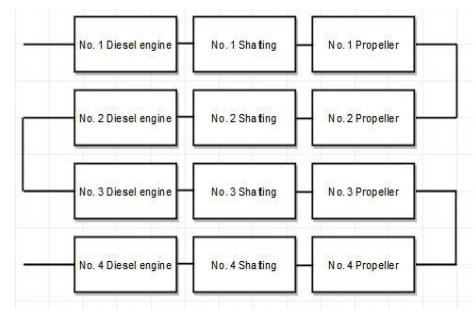 No. 1 Diesel engine No. 1 Shafting No. 1 Propeller
No. 2 Diesel engine No. 2 Shafting No. 2 Propeller
No. 3 Diesel engine No. 3 Shafting No. 3 Propeller
No. 4 Diesel engine No. 4 Shafting No. 4 Propeller